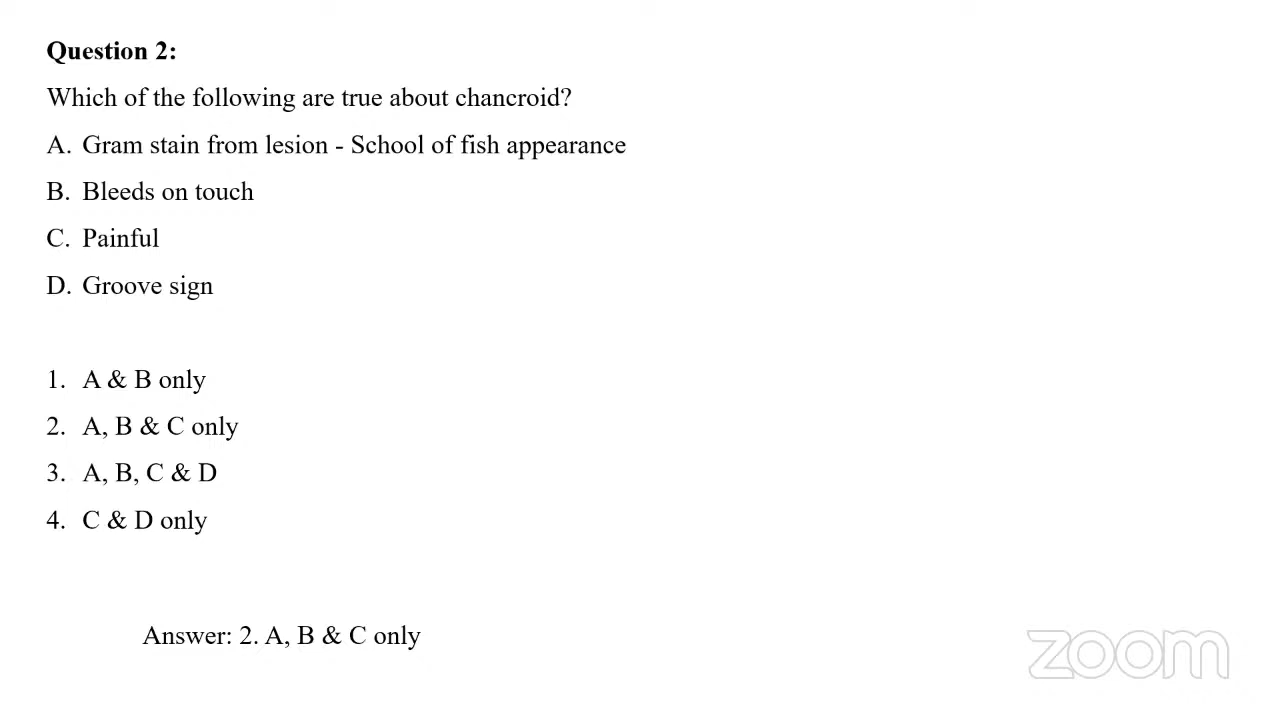 Question 2:
Which of the following are true about chancroid?
A. Gram stain from lesion - School of fish appearance
B. Bleeds on touch
C. Painful
D. Groove sign
1. A & B only
2. A, B & C only
3. A, B, C & D
4. C & D only
Answer: 2. A, B & C only
zoom